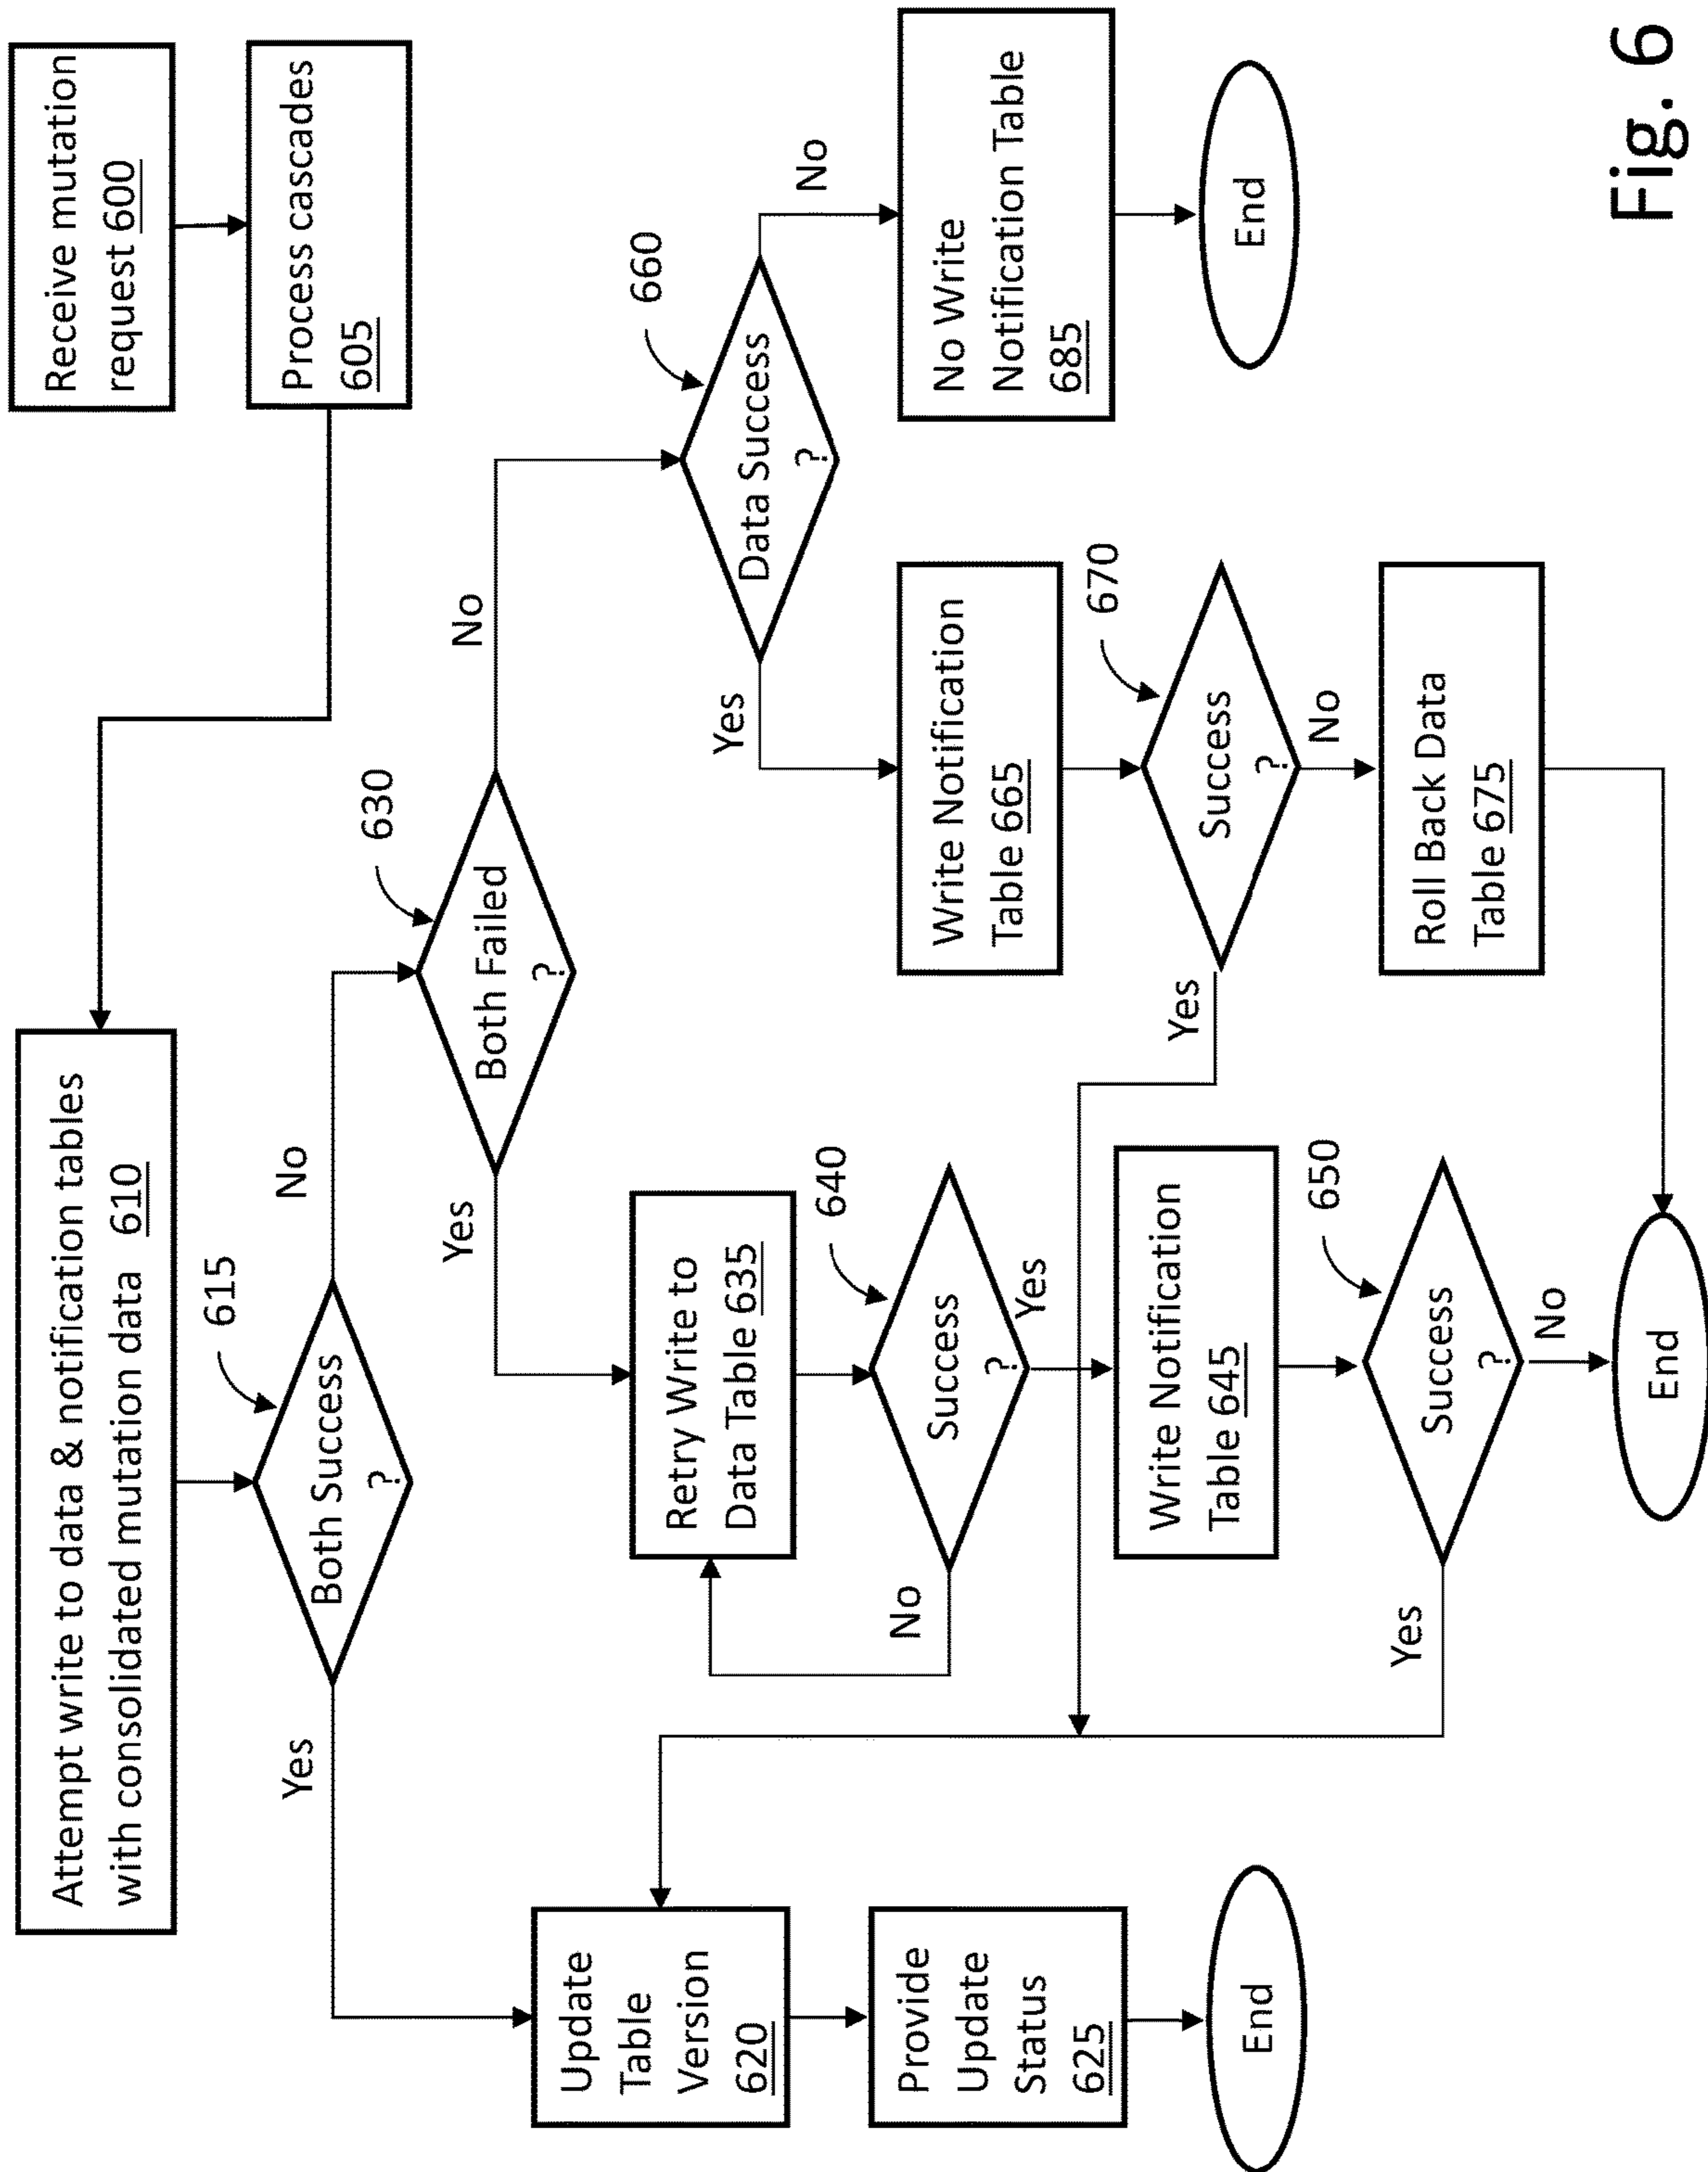 Receive mutation
request 600
Process cascades
605
Attempt write to data & notification tables
with consolidated mutation data 610
615
Both Success
?
Yes
No
630
Both Failed
?
Yes
No
660
Data Success
?
Yes
No
Update
Table
Version
620
Provide
Update
Status
625
End
Retry Write to
Data Table 635
640
Success
?
No
Yes
Write Notification
Table 645
650
Success
?
Yes
No
End
Write Notification
Table 665
670
Success
?
Yes
No
Roll Back Data
Table 675
No Write
Notification Table
685
End
Fig. 6